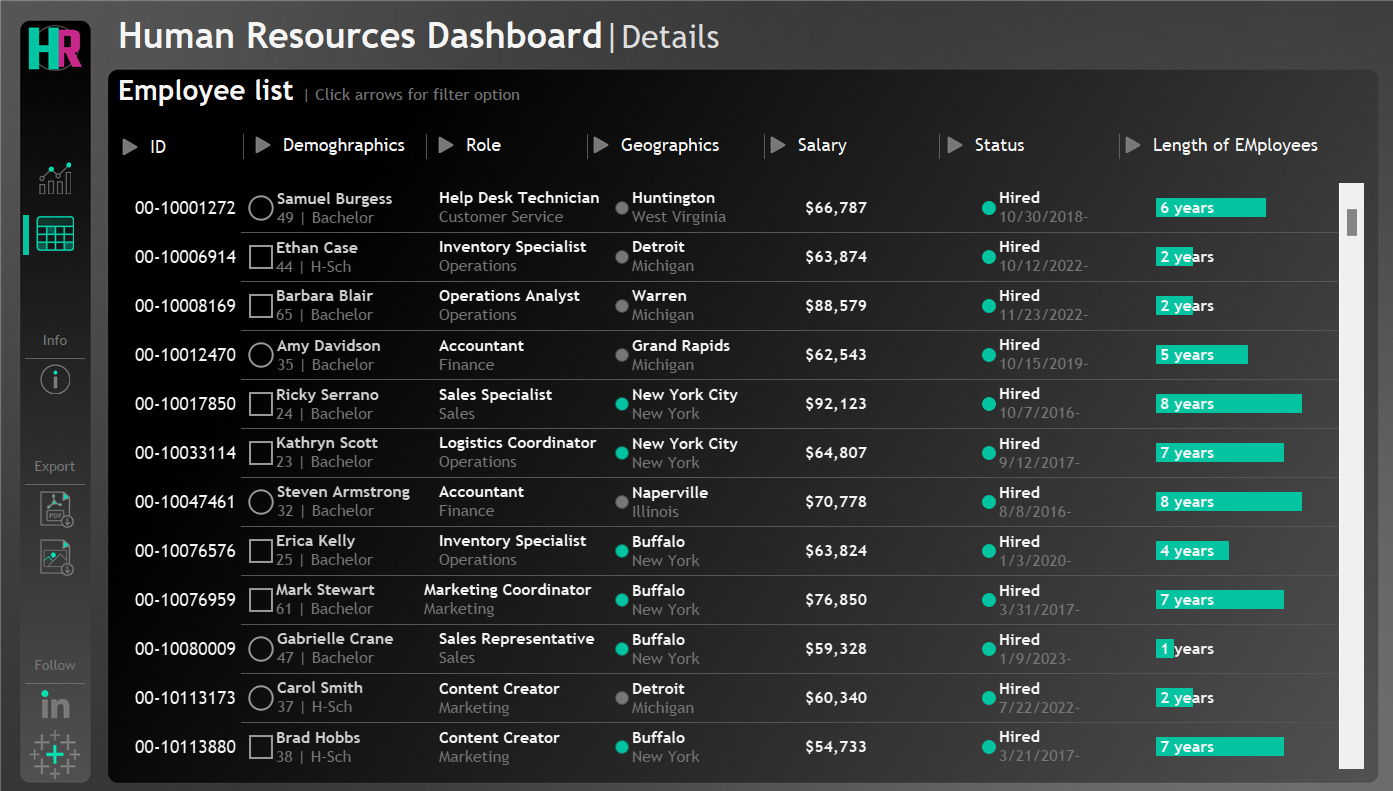 HR
Human Resources Dashboard | Details
Employee list | Click arrows for filter option
ID Demoghraphics Role Geographics Salary Status Length of EMployees
00-10001272 Samuel Burgess Help Desk Technician Huntington $66,787 Hired 6 years
49 | Bachelor Customer Service West Virginia 10/30/2018-
00-10006914 Ethan Case Inventory Specialist Detroit $63,874 Hired 2 years
44 | H-Sch Operations Michigan 10/12/2022-
00-10008169 Barbara Blair Operations Analyst Warren $88,579 Hired 2 years
65 | Bachelor Operations Michigan 11/23/2022-
00-10012470 Amy Davidson Accountant Grand Rapids $62,543 Hired 5 years
35 | Bachelor Finance Michigan 10/15/2019-
00-10017850 Ricky Serrano Sales Specialist New York City $92,123 Hired 8 years
24 | Bachelor Sales New York 10/7/2016-
00-10033114 Kathryn Scott Logistics Coordinator New York City $64,807 Hired 7 years
23 | Bachelor Operations New York 9/12/2017-
00-10047461 Steven Armstrong Accountant Naperville $70,778 Hired 8 years
32 | Bachelor Finance Illinois 8/8/2016-
00-10076576 Erica Kelly Inventory Specialist Buffalo $63,824 Hired 4 years
25 | Bachelor Operations New York 1/3/2020-
00-10076959 Mark Stewart Marketing Coordinator Buffalo $76,850 Hired 7 years
61 | Bachelor Marketing New York 3/31/2017-
00-10080009 Gabrielle Crane Sales Representative Buffalo $59,328 Hired 1 years
47 | Bachelor Sales New York 1/9/2023-
00-10113173 Carol Smith Content Creator Detroit $60,340 Hired 2 years
37 | H-Sch Marketing Michigan 7/22/2022-
00-10113880 Brad Hobbs Content Creator Buffalo $54,733 Hired 7 years
38 | H-Sch Marketing New York 3/21/2017-
Info
Export
PDF
Follow
in